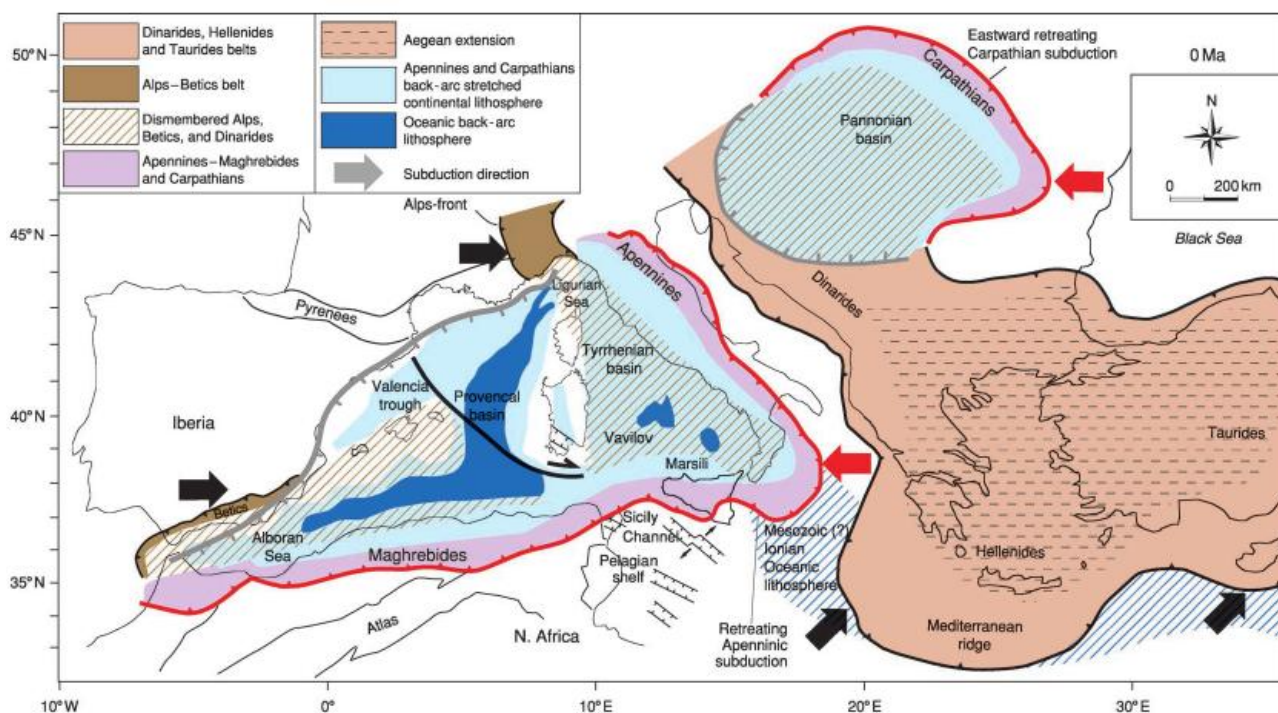 Dinarides, Hellenides
and Taurides belts
Alps–Betics belt
Dismembered Alps,
Betics, and Dinarides
Apennines–Maghrebides
and Carpathians
Aegean extension
Apennines and Carpathians
back-arc stretched
continental lithosphere
Oceanic back-arc
lithosphere
Subduction direction
Eastward retreating
Carpathian subduction
0 Ma
N
0 200 km
50°N
45°N
40°N
35°N
10°W
0°
10°E
20°E
30°E
Carpathians
Pannonian
basin
Black Sea
Alps-front
Apennines
Ligurian
Sea
Dinarides
Pyrenees
Tyrrhenian
basin
Valencia
trough
Provencal
basin
Iberia
Vavilov
Marsili
Taurides
Betics
Alboran
Sea
Maghrebides
Sicily
Channel
Pelagian
shelf
Mesozoic (?)
Ionian
Oceanic
lithosphere
Hellenides
Atlas
N. Africa
Retreating
Apenninic
subduction
Mediterranean
ridge